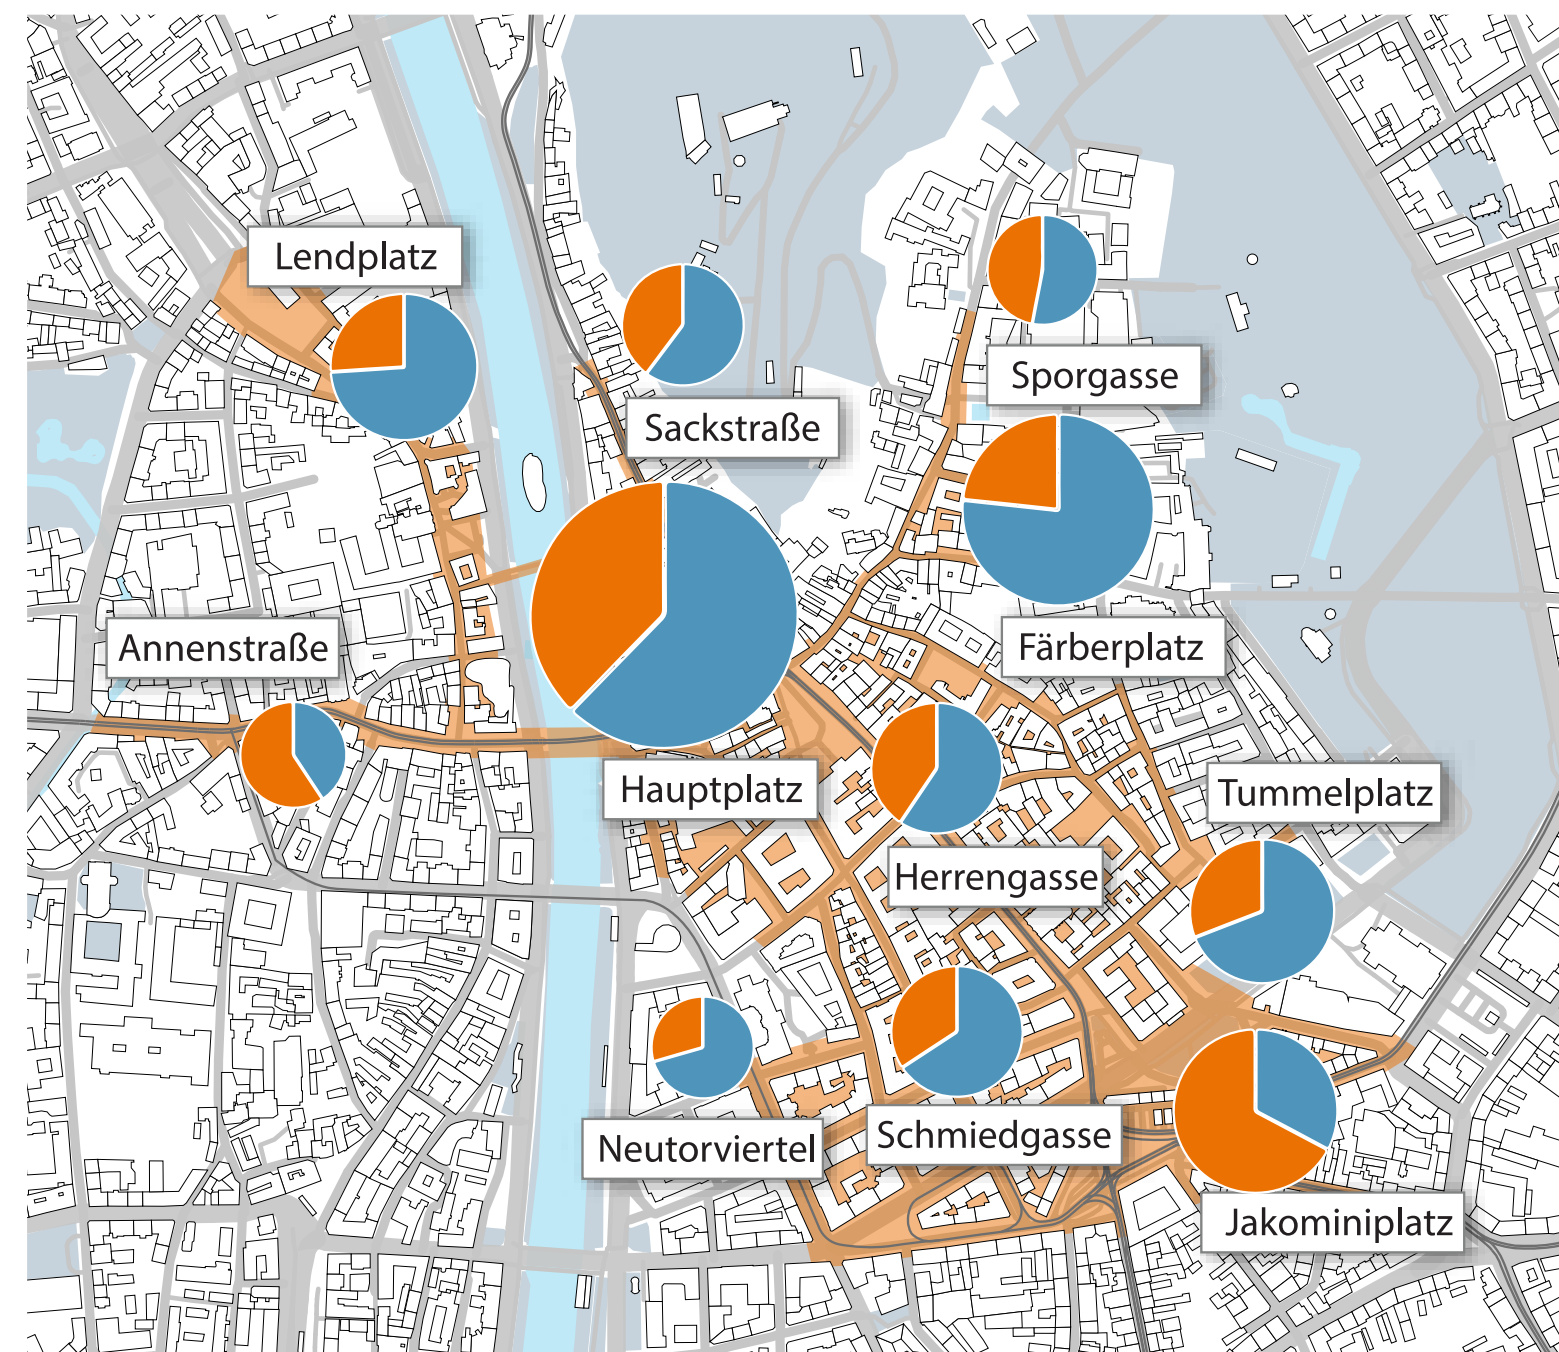 Lendplatz
Sporgasse
Sackstraße
Annenstraße
Färberplatz
Hauptplatz
Tummelplatz
Herrengasse
Neutorviertel
Schmiedgasse
Jakominiplatz